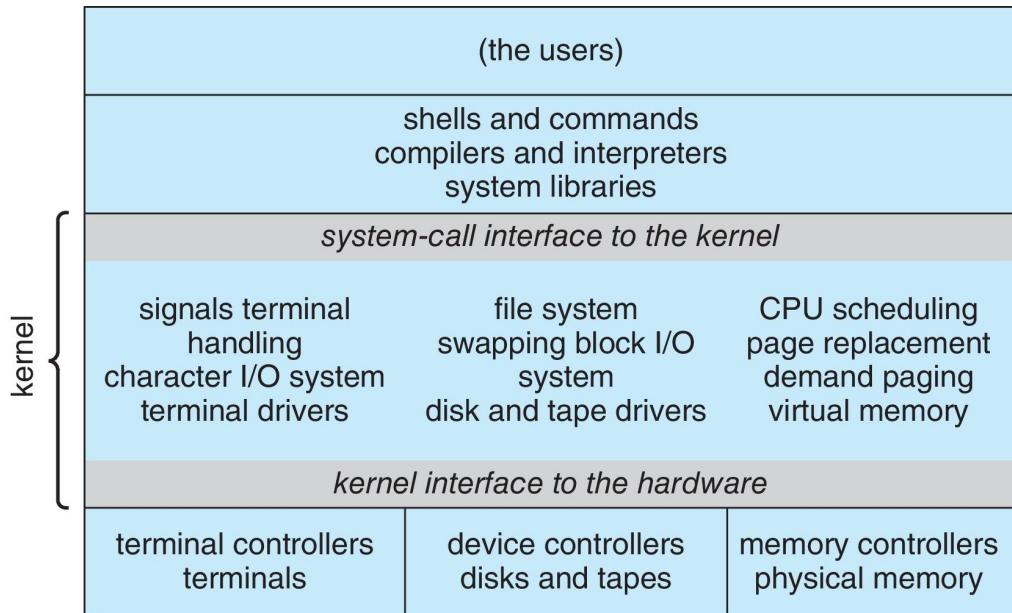 (the users)
shells and commands
compilers and interpreters
system libraries
kernel
system-call interface to the kernel
signals terminal
handling
character I/O system
terminal drivers
file system
swapping block I/O
system
disk and tape drivers
CPU scheduling
page replacement
demand paging
virtual memory
kernel interface to the hardware
terminal controllers
terminals
device controllers
disks and tapes
memory controllers
physical memory